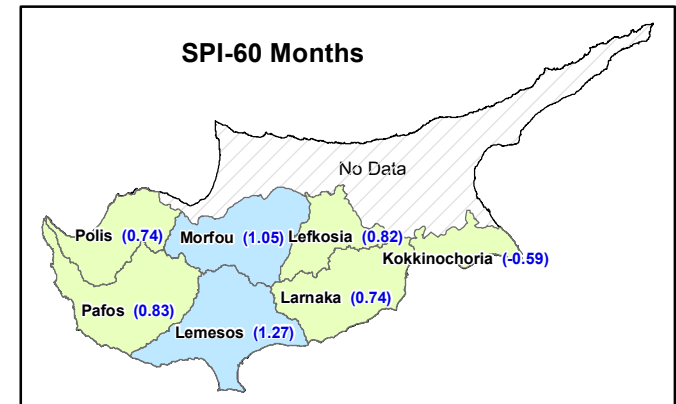 SPI-60 Months
No Data
Polis (0.74)
Morfou (1.05)
Lefkosia (0.82)
Kokkinochoria (-0.59)
Pafos (0.83)
Larnaka (0.74)
Lemesos (1.27)